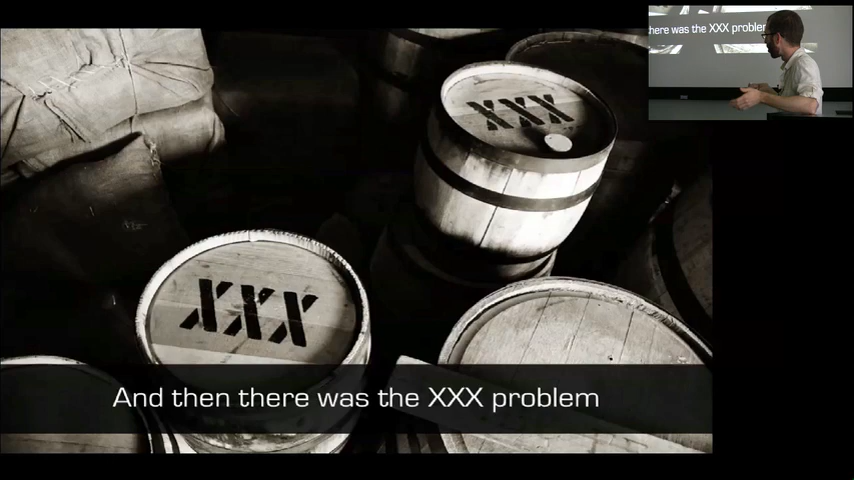 XXX
XXX
And then there was the XXX problem
here was the XXX problem